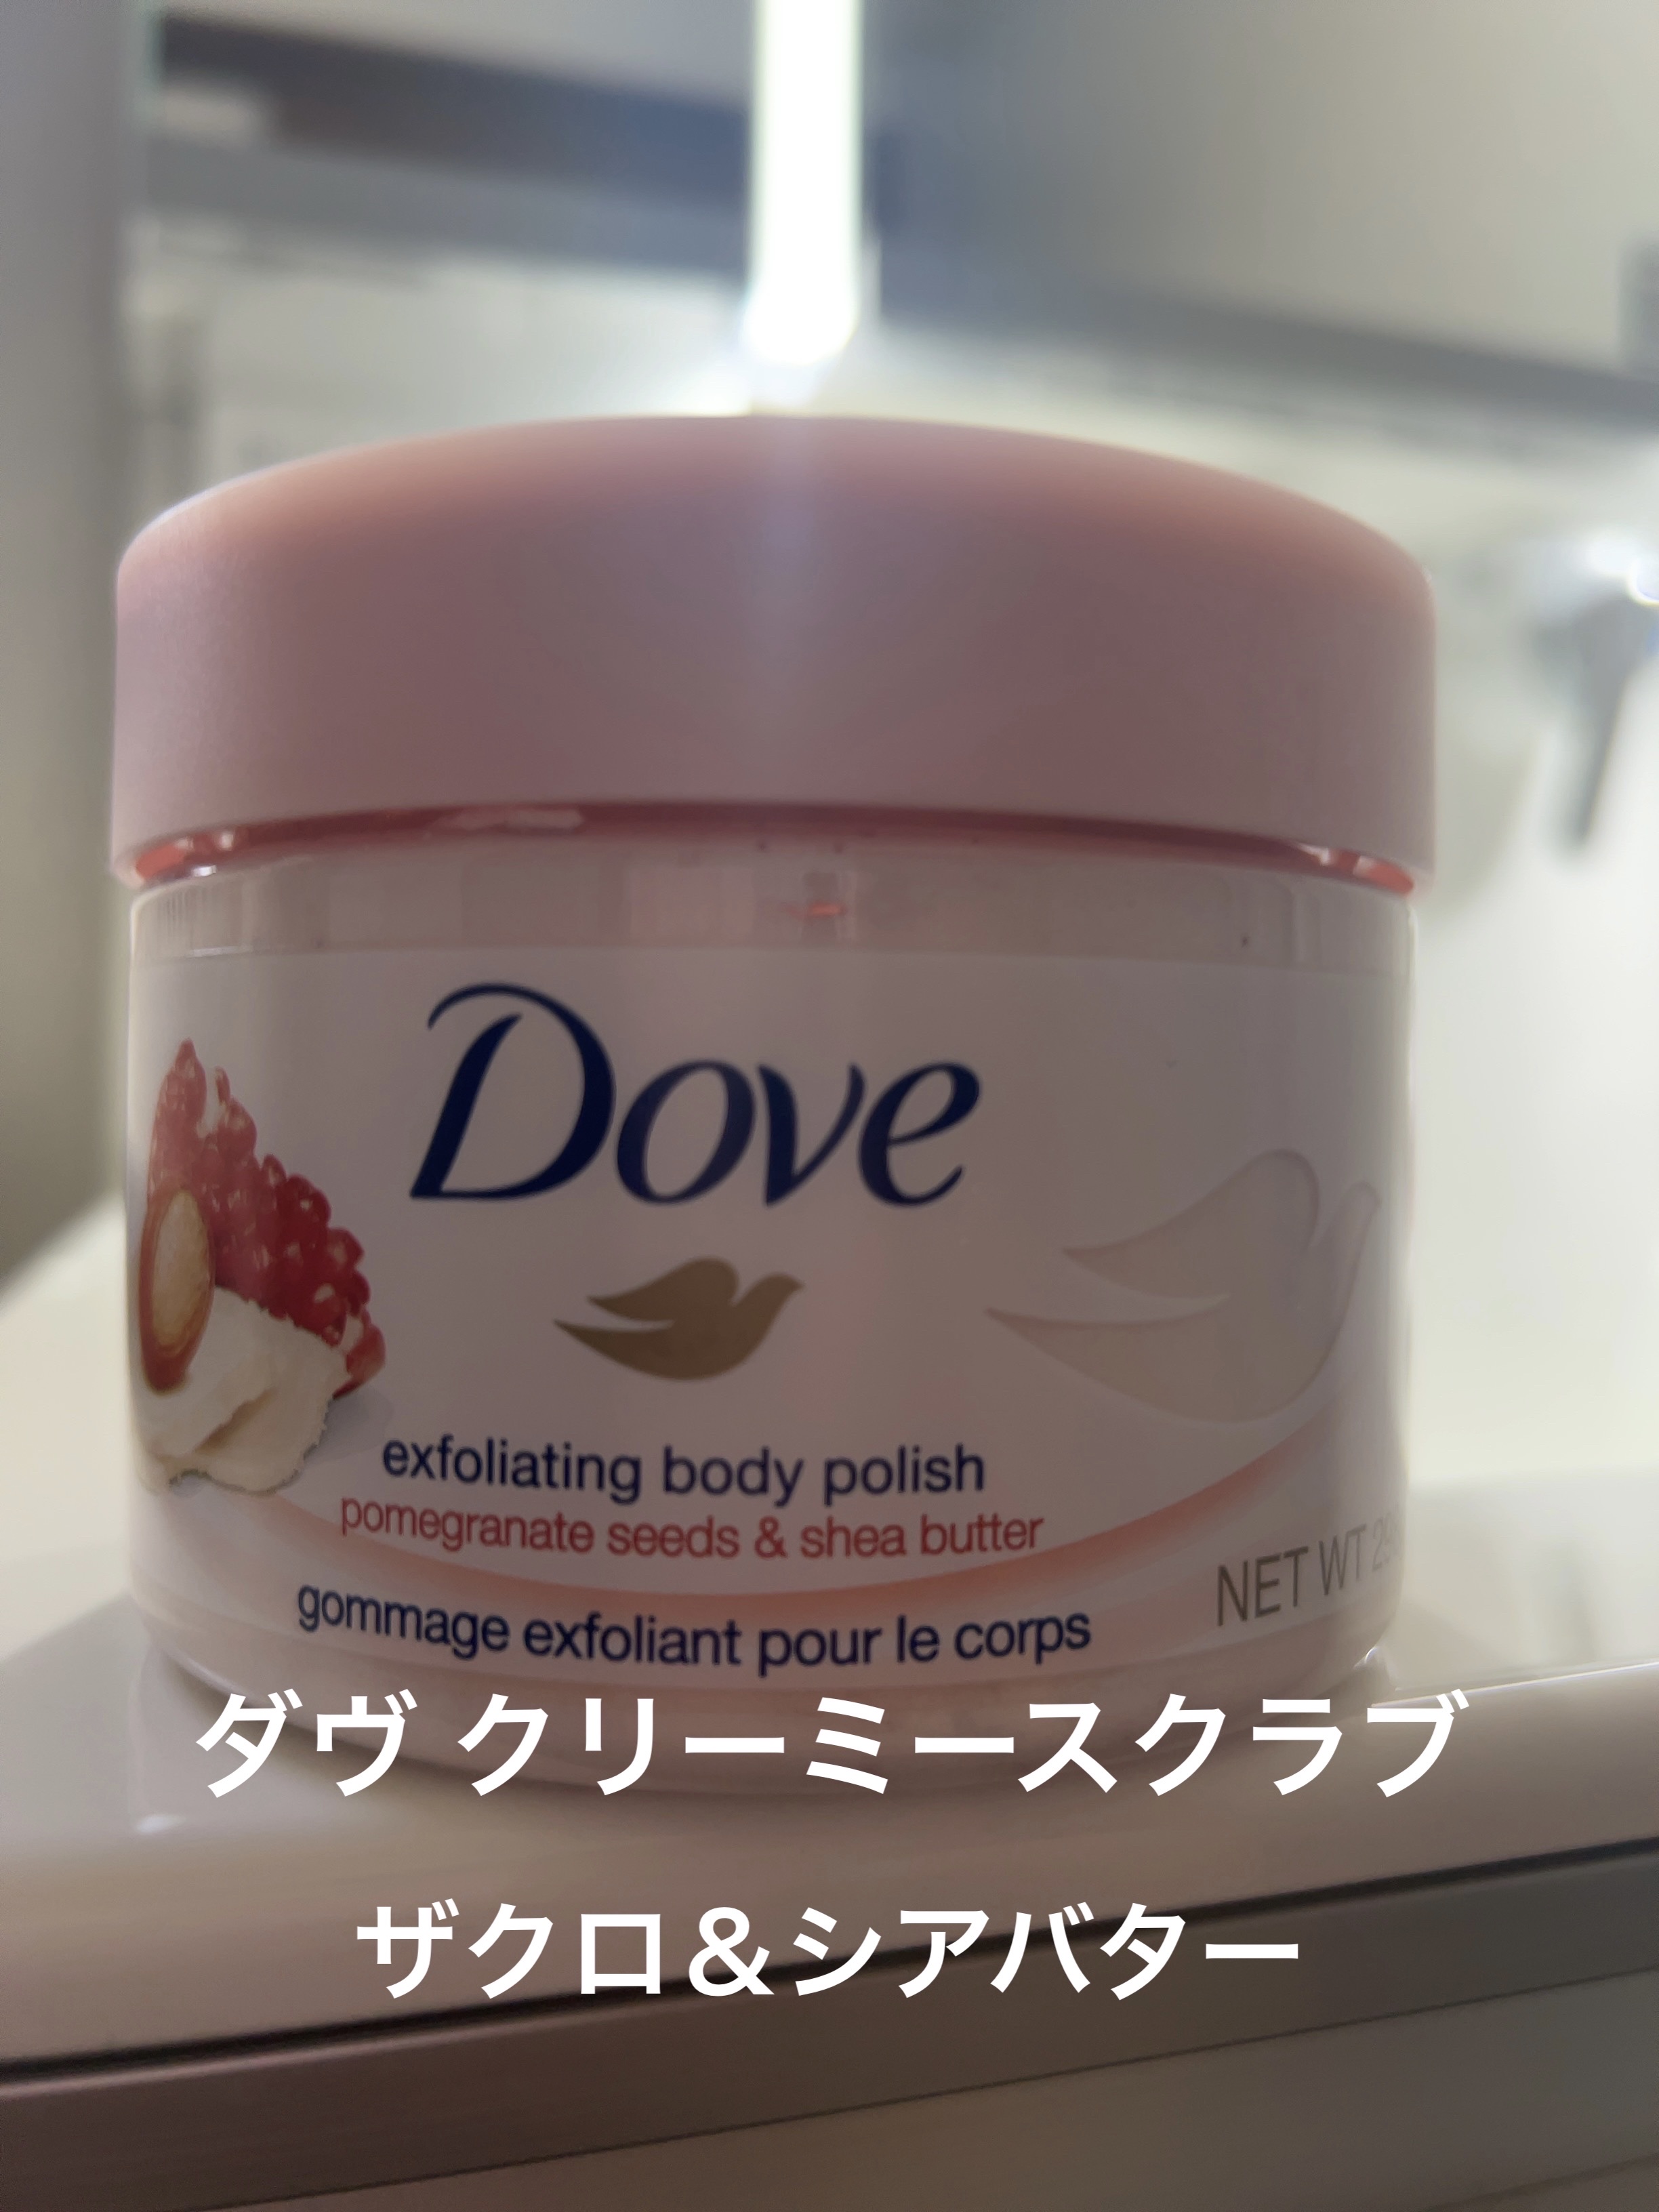 Dove
exfoliating body polish
pomegranate seeds & shea butter
gommage exfoliant pour le corps
NET WT
ダヴ クリーミースクラブ
ザクロ＆シアバター